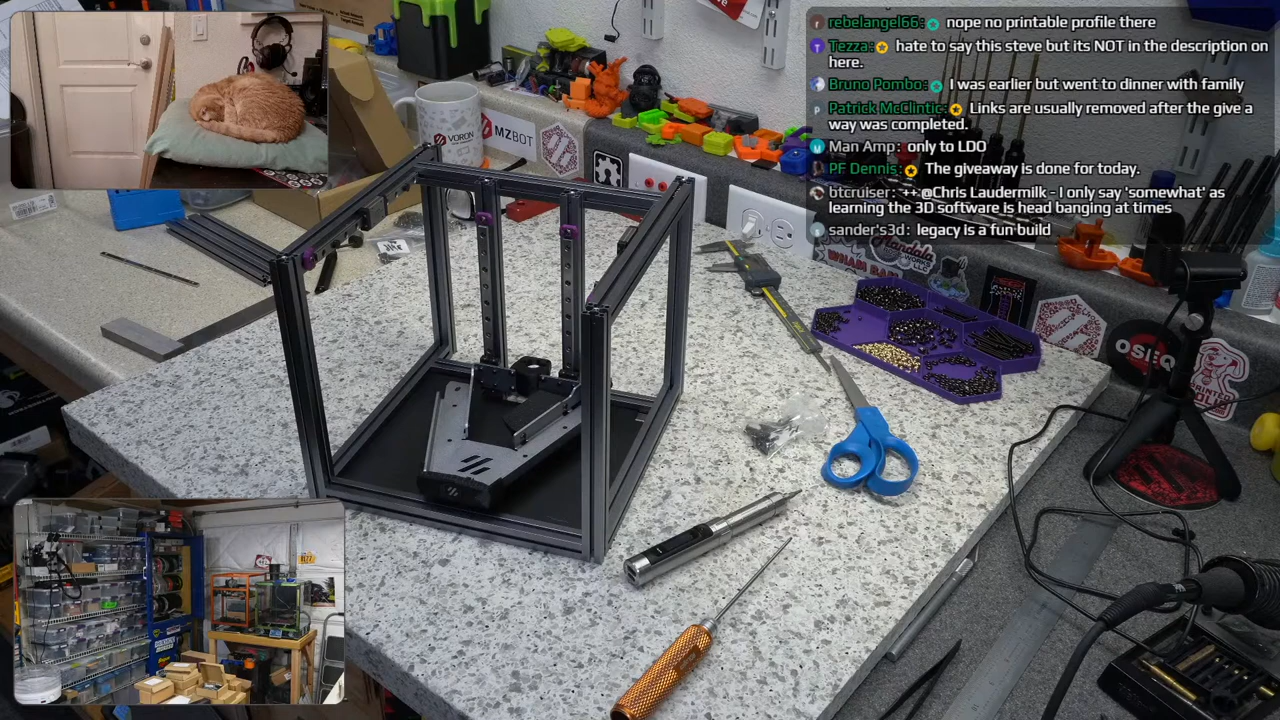 rebelangel66: nope no printable profile there
Tezza: hate to say this steve but its NOT in the description on
here.
Bruno Pombo: I was earlier but went to dinner with family
Patrick McClintic: Links are usually removed after the give a
way was completed.
Man Amp: only to LDO
PF Dennis: The giveaway is done for today.
btcruiser: ++ @Chris Laudermilk - I only say 'somewhat' as
learning the 3D software is head banging at times
sander's3d: legacy is a fun build
VORON
MZBOT
Mandala
WHAM BAM
OSEQ